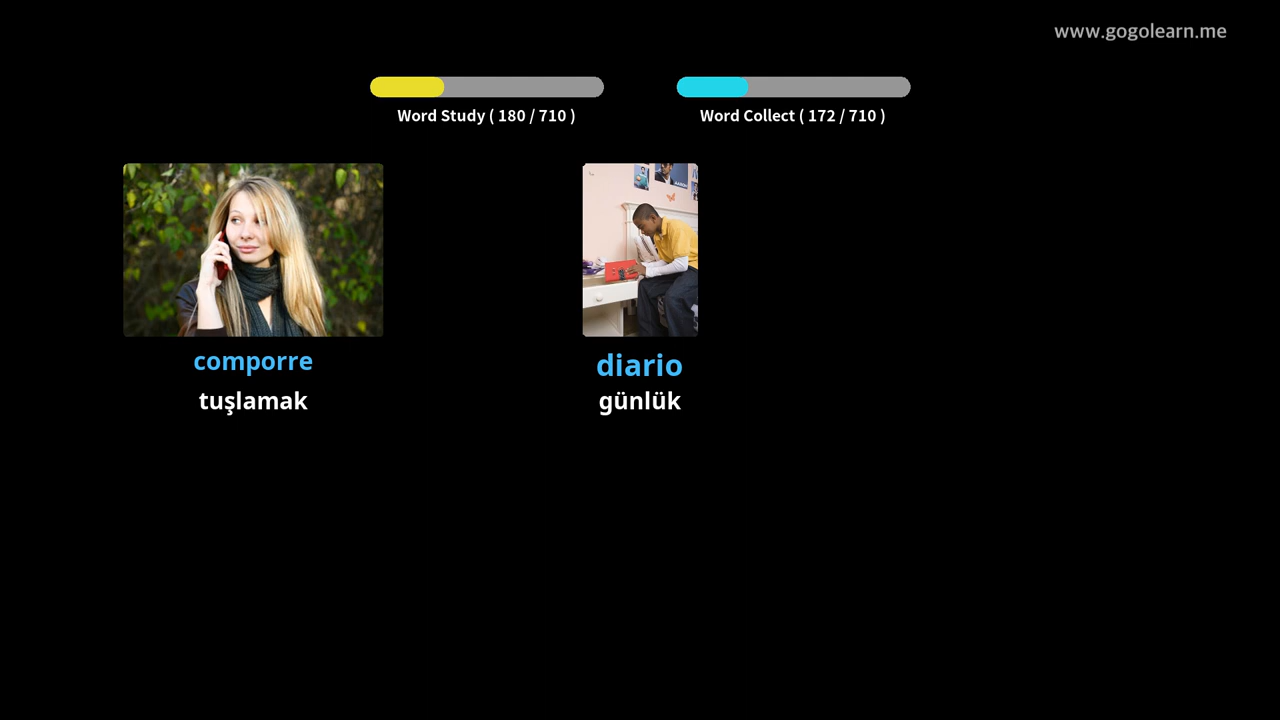 www.gogolearn.me
Word Study ( 180 / 710 )
Word Collect ( 172 / 710 )
comporre
tuşlamak
diario
günlük